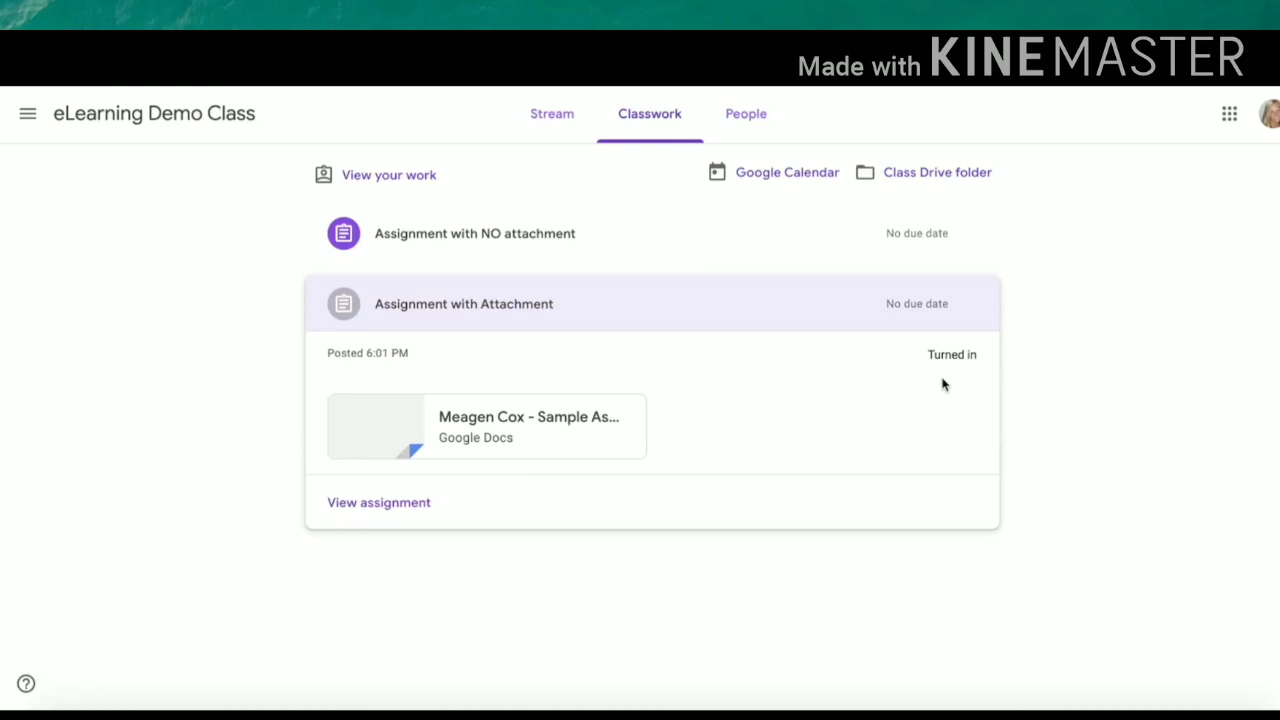 Made with KINEMASTER
eLearning Demo Class
Stream
Classwork
People
View your work
Google Calendar
Class Drive folder
Assignment with NO attachment
No due date
Assignment with Attachment
No due date
Posted 6:01 PM
Turned in
Meagen Cox - Sample As...
Google Docs
View assignment